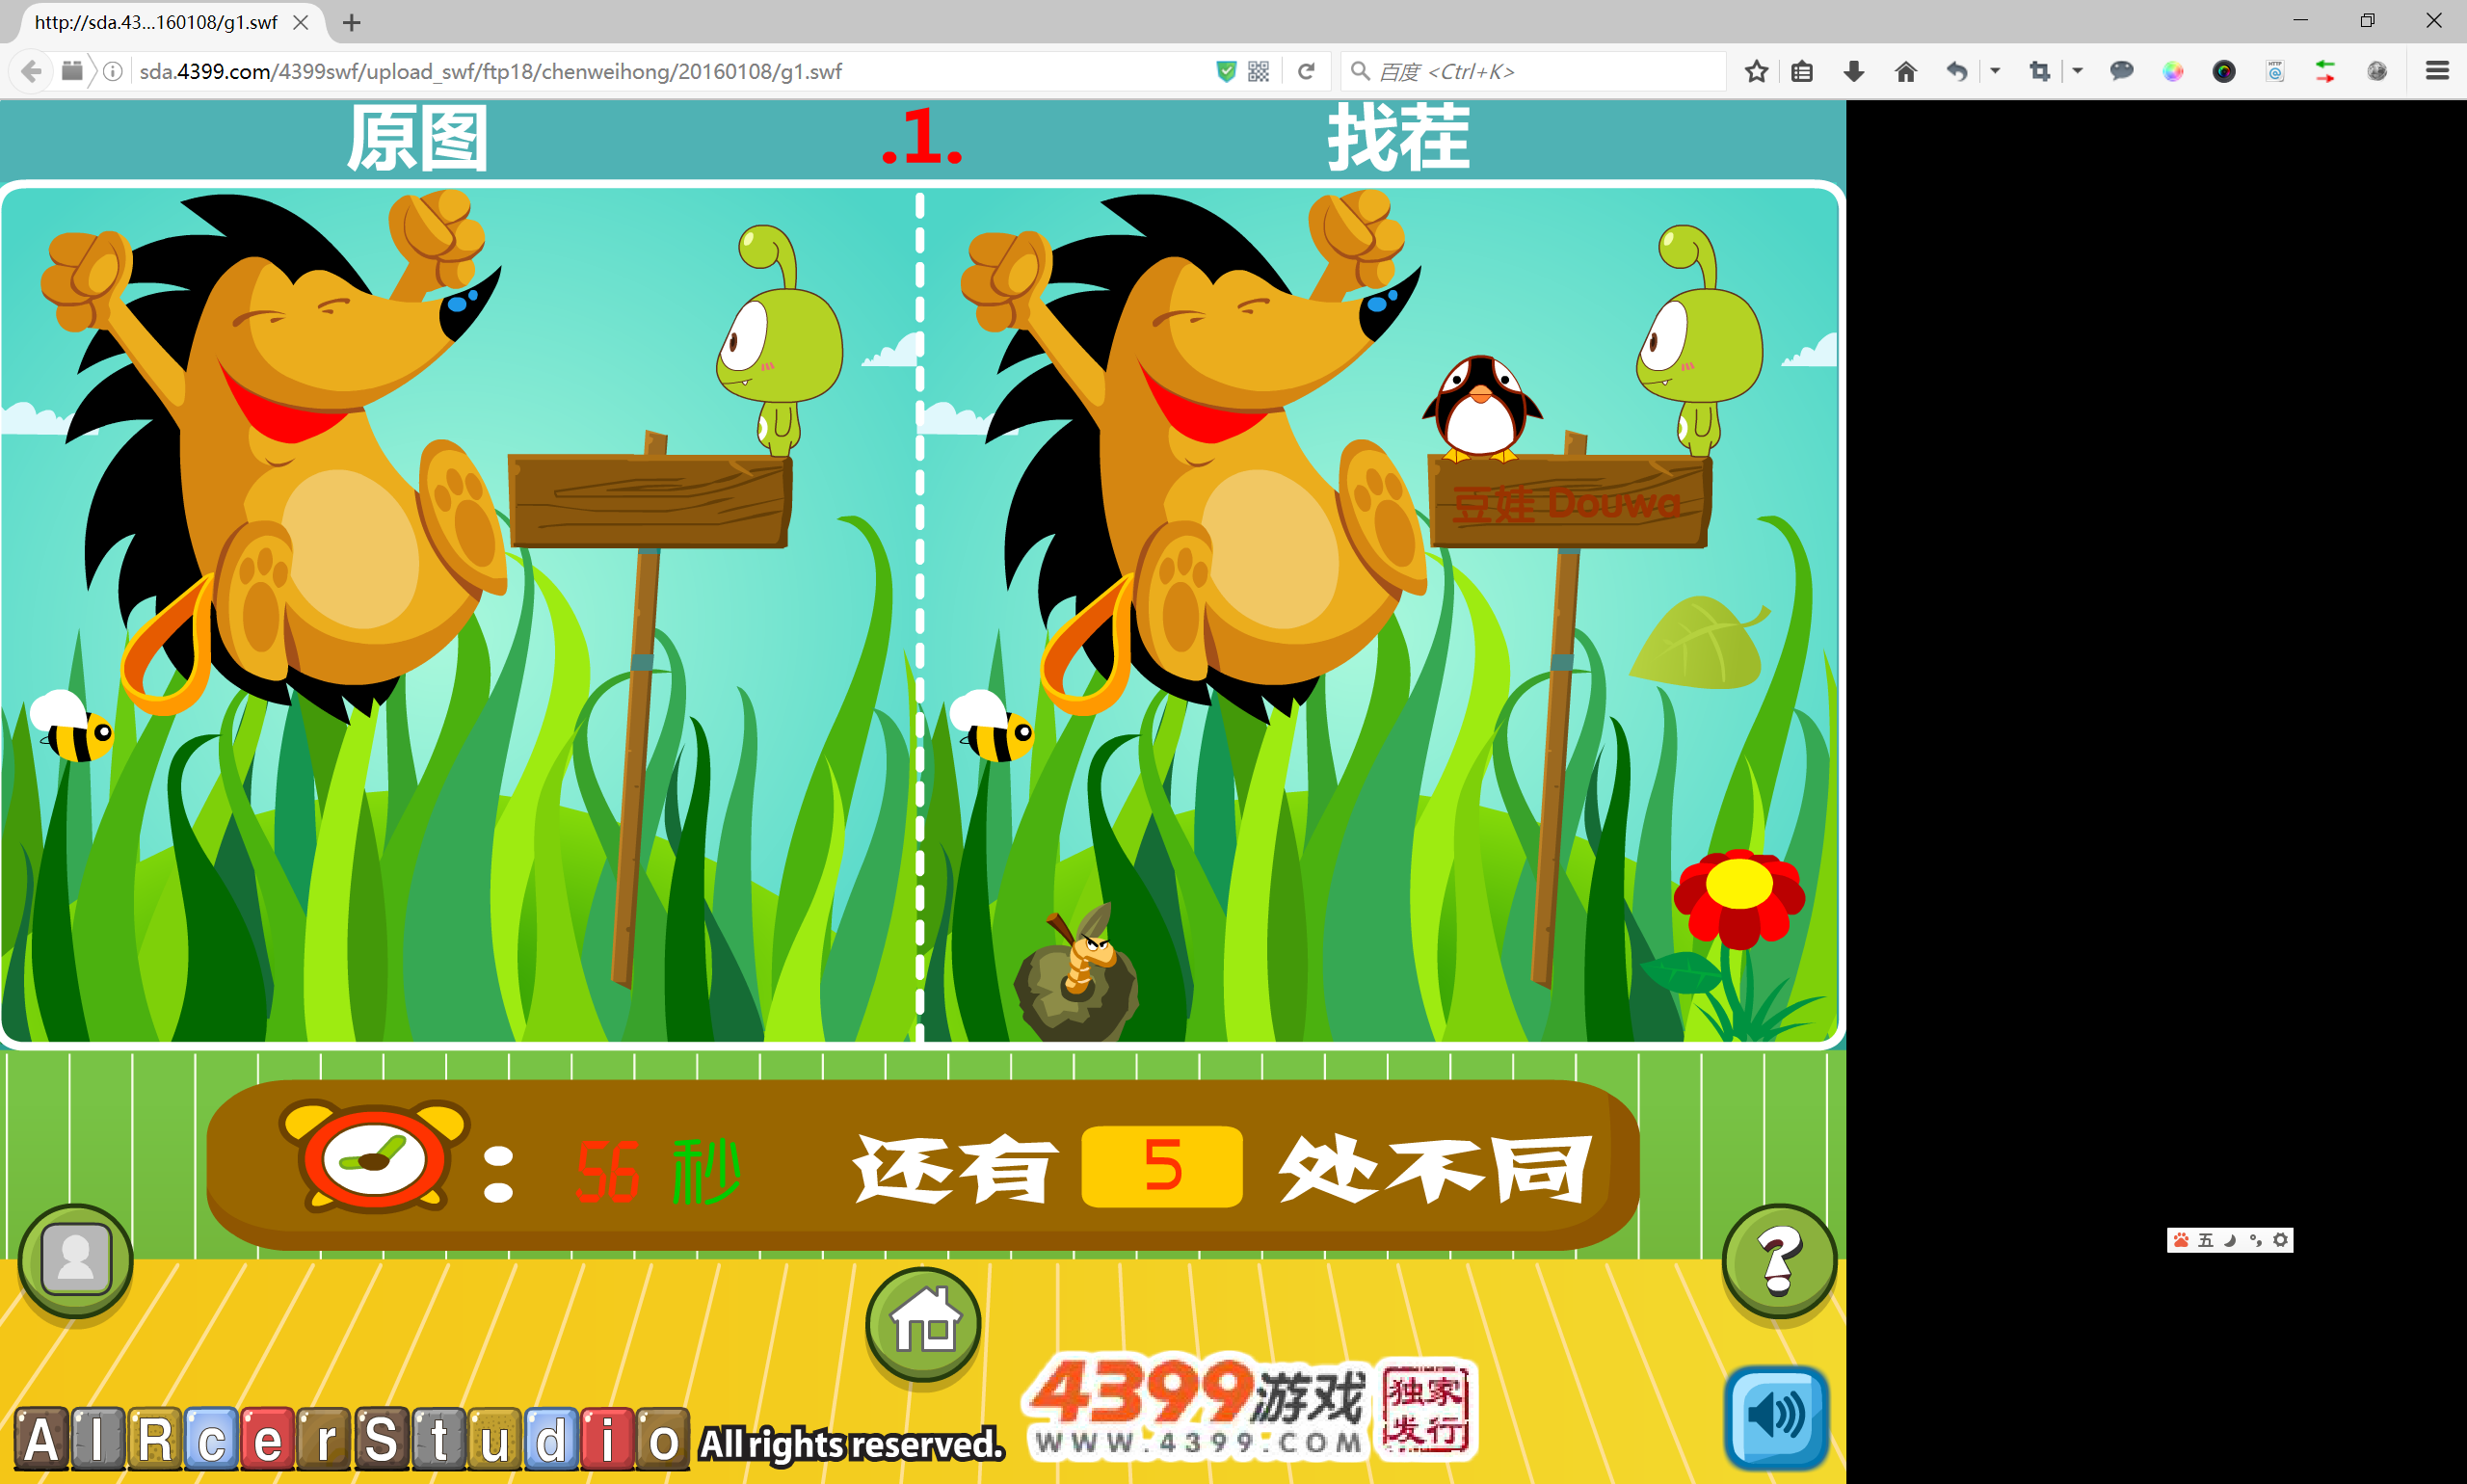 http://sda.43...160108/g1.swf
sda.4399.com/4399swf/upload_swf/ftp18/chenweihong/20160108/g1.swf
百度 <Ctrl+K>
原图
.1.
找茬
豆娃 Douwa
56 秒
还有 5 处不同
五
AIRcerStudio All rights reserved.
4399游戏
WWW.4399.COM
独家
发行